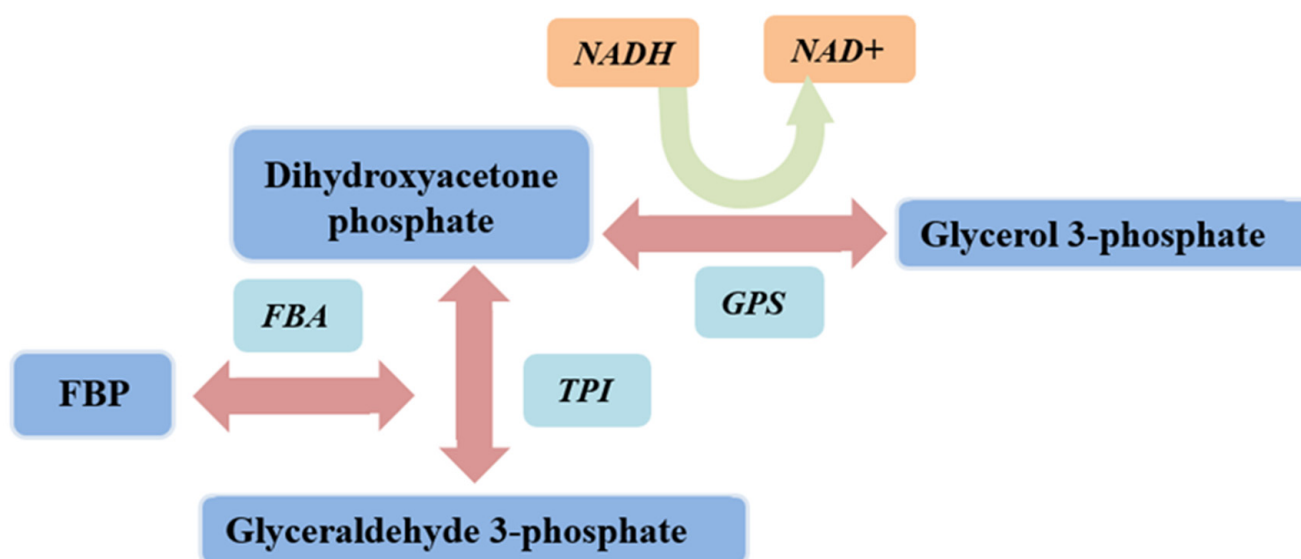 NADH
NAD+
Dihydroxyacetone
phosphate
Glycerol 3-phosphate
FBA
GPS
FBP
TPI
Glyceraldehyde 3-phosphate